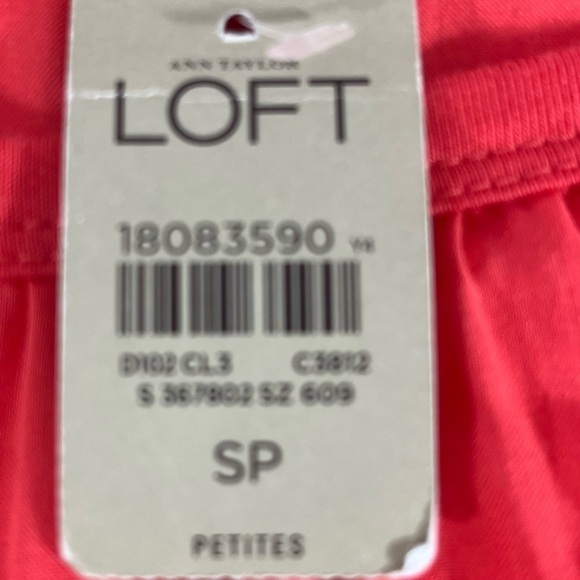 ANN TAYLOR
LOFT
18083590
D102 CL3 C3812
S 367802 SZ 609
SP
PETITES